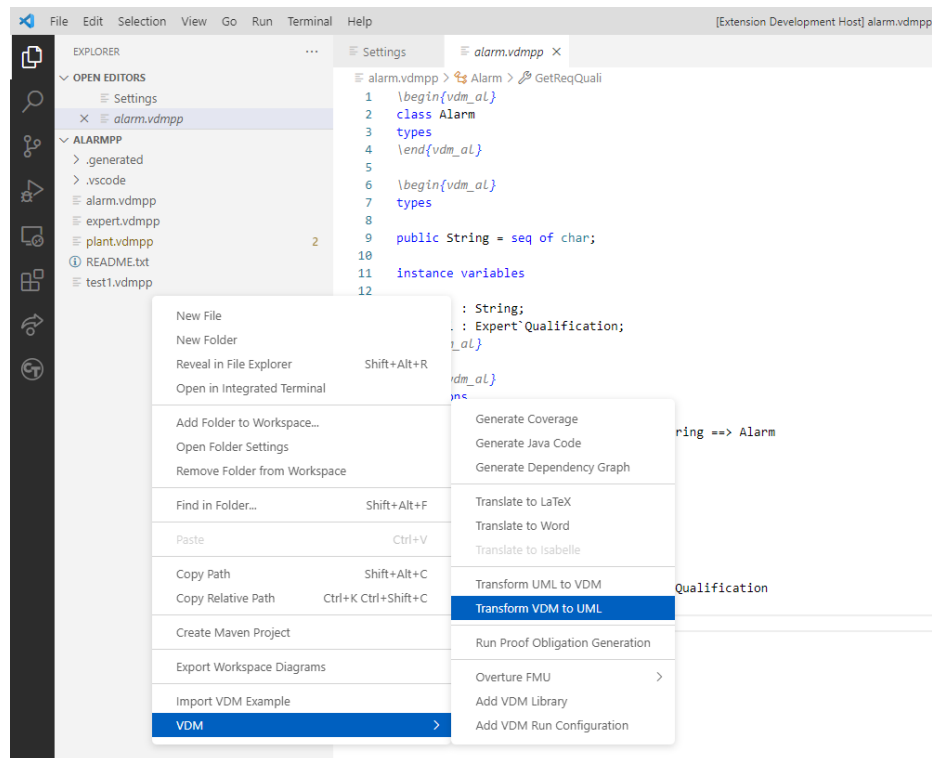 File Edit Selection View Go Run Terminal Help [Extension Development Host] alarm.vdmpp
EXPLORER ···
OPEN EDITORS
Settings
alarm.vdmpp
ALARMPP
.generated
.vscode
alarm.vdmpp
expert.vdmpp
plant.vdmpp 2
README.txt
test1.vdmpp
Settings alarm.vdmpp
alarm.vdmpp > Alarm > GetReqQuali
1 \begin{vdm_al}
2 class Alarm
3 types
4 \end{vdm_al}
5
6 \begin{vdm_al}
7 types
8
9 public String = seq of char;
10
11 instance variables
12
: String;
: Expert`Qualification;
_al}
vdm_al}
ons
ring ==> Alarm
Qualification
New File
New Folder
Reveal in File Explorer Shift+Alt+R
Open in Integrated Terminal
Add Folder to Workspace...
Open Folder Settings
Remove Folder from Workspace
Find in Folder... Shift+Alt+F
Paste Ctrl+V
Copy Path Shift+Alt+C
Copy Relative Path Ctrl+K Ctrl+Shift+C
Create Maven Project
Export Workspace Diagrams
Import VDM Example
VDM
Generate Coverage
Generate Java Code
Generate Dependency Graph
Translate to LaTeX
Translate to Word
Translate to Isabelle
Transform UML to VDM
Transform VDM to UML
Run Proof Obligation Generation
Overture FMU
Add VDM Library
Add VDM Run Configuration